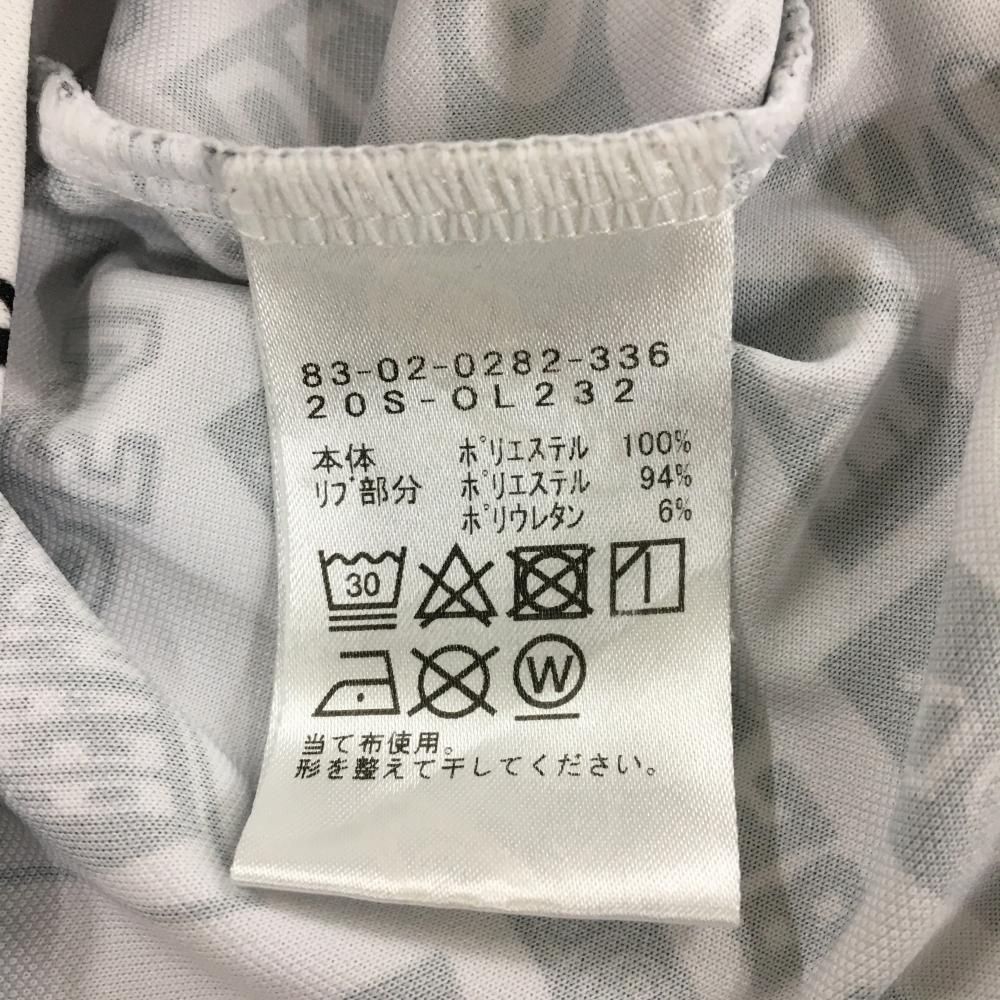 83-02-0282-336
20S-OL232
本体 ポリエステル 100%
リブ部分 ポリエステル 94%
ポリウレタン 6%
30
W
当て布使用。
形を整えて干してください。